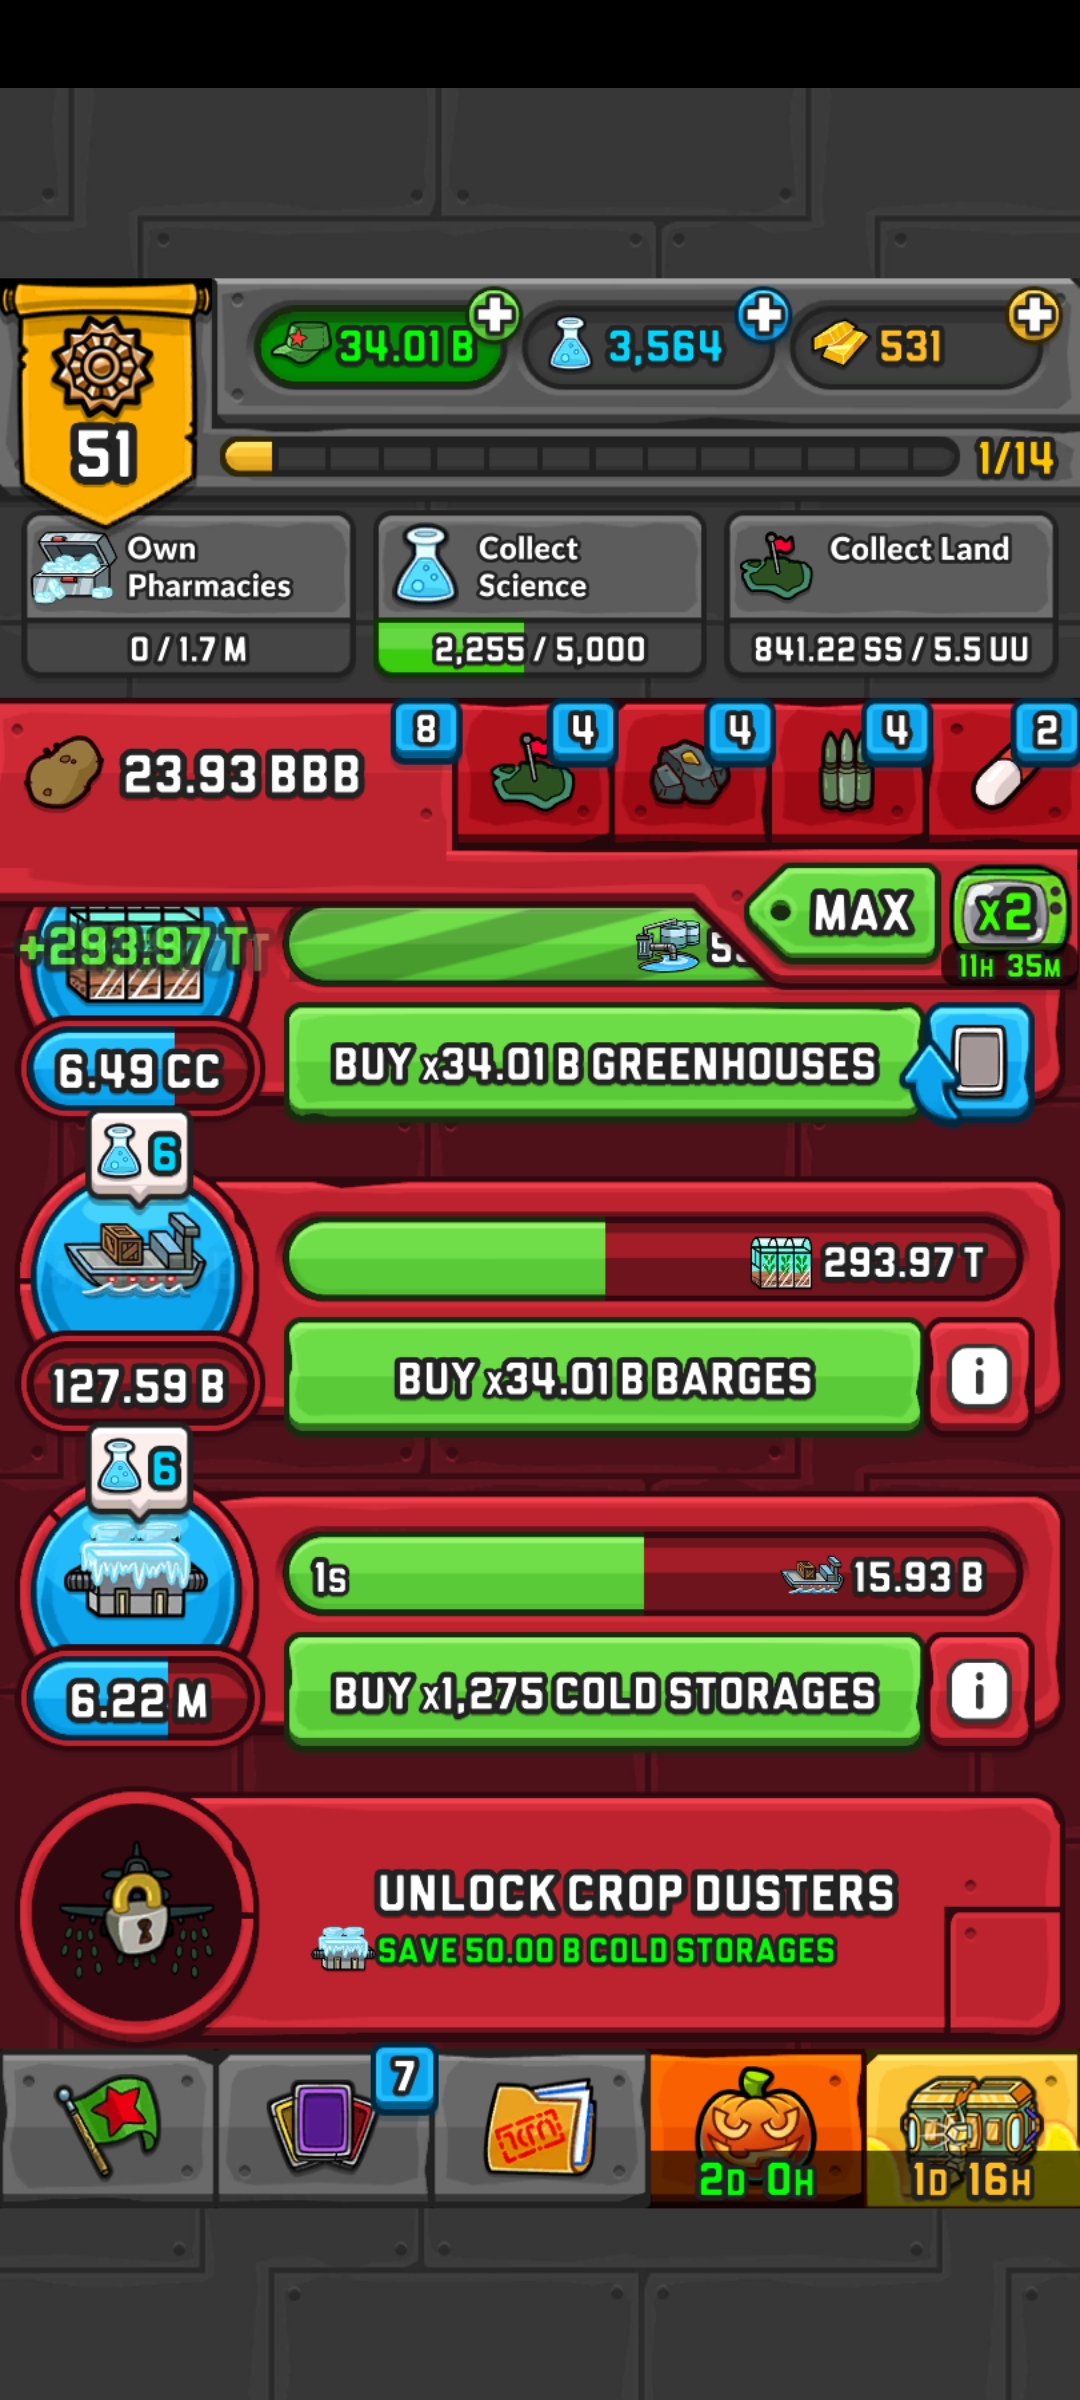 34.01 B
3,564
531
51
1/14
Own
Pharmacies
0 / 1.7 M
Collect
Science
2,255 / 5,000
Collect Land
841.22 SS / 5.5 UU
23.93 BBB
8
4
4
4
2
MAX
x2
11H 35M
+293.97 T
6.49 CC
BUY x34.01 B GREENHOUSES
6
293.97 T
127.59 B
BUY x34.01 B BARGES
6
1s
15.93 B
6.22 M
BUY x1,275 COLD STORAGES
UNLOCK CROP DUSTERS
SAVE 50.00 B COLD STORAGES
7
2D 0H
1D 16H